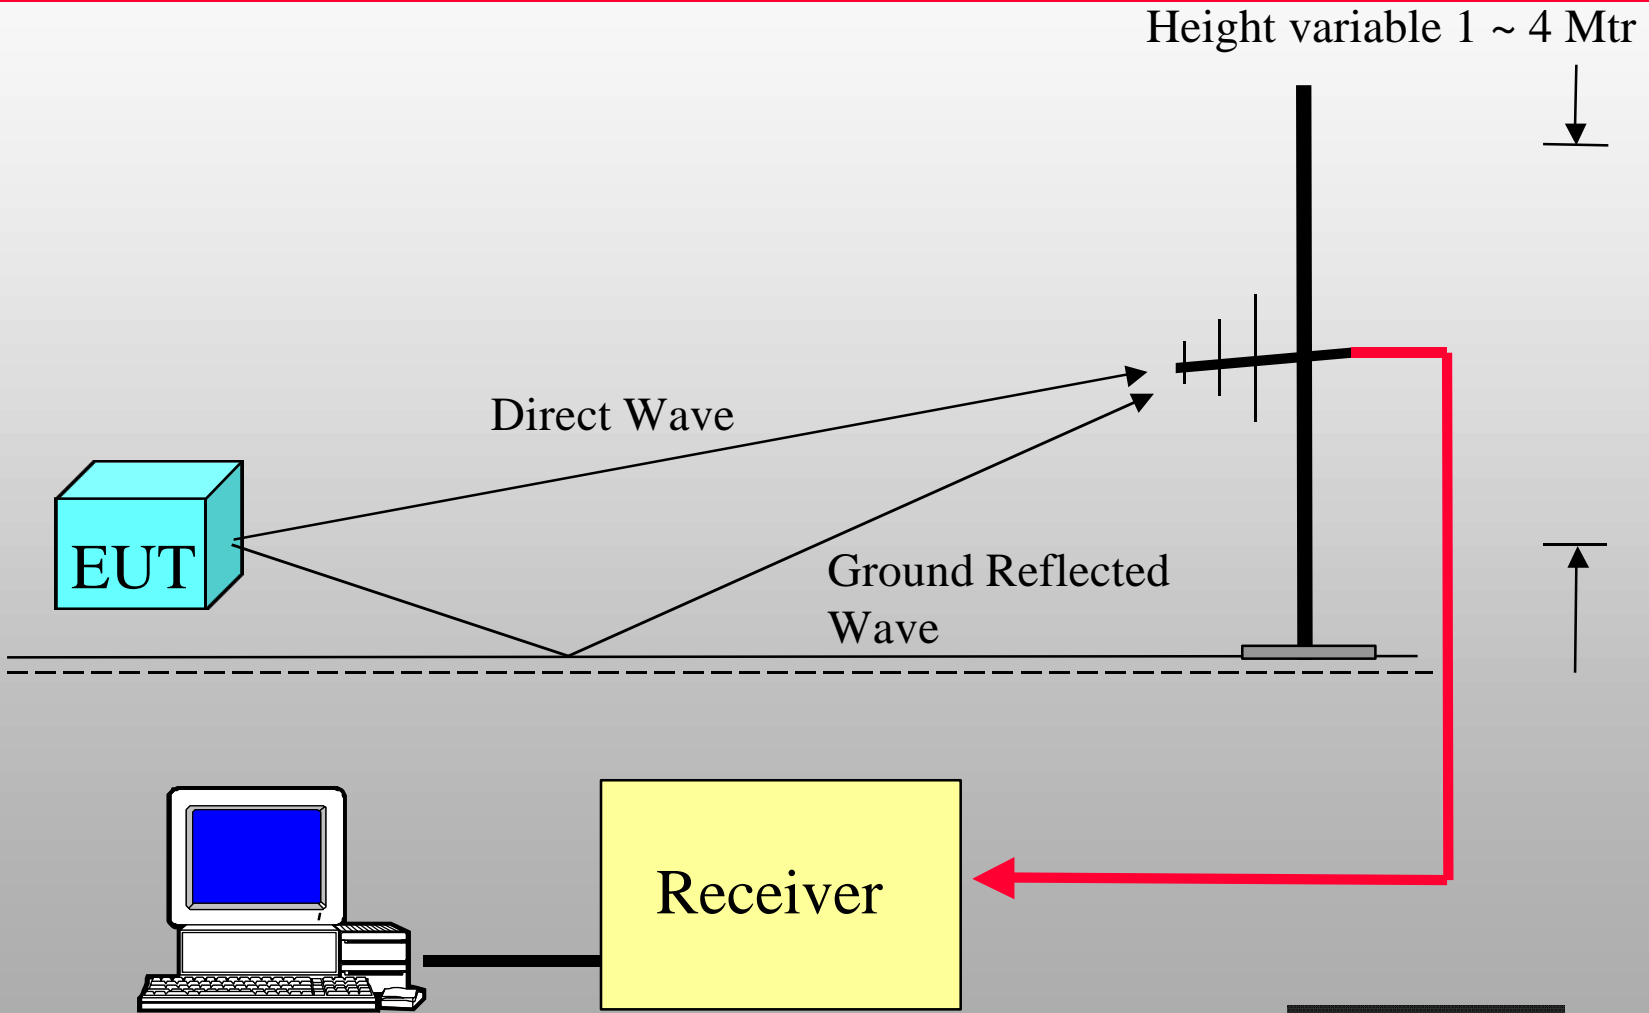 Height variable 1 ~ 4 Mtr
Direct Wave
EUT
Ground Reflected
Wave
Receiver